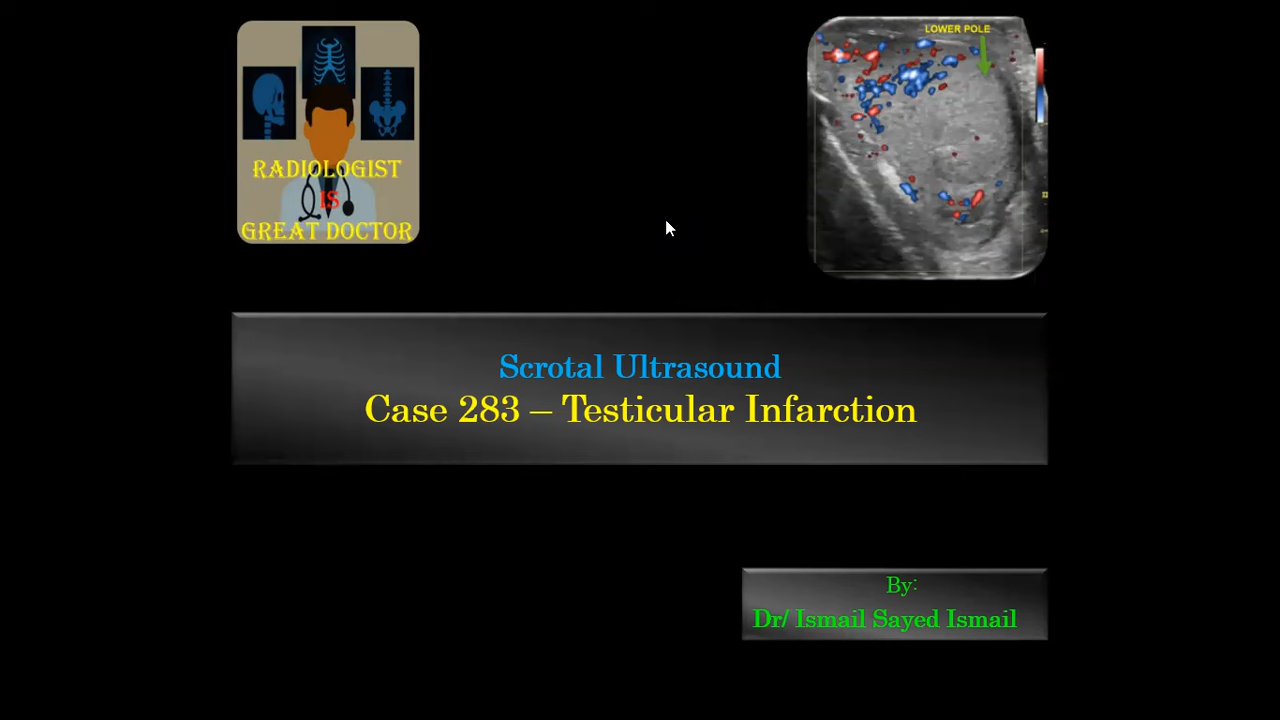 RADIOLOGIST
IS
GREAT DOCTOR
LOWER POLE
Scrotal Ultrasound
Case 283 – Testicular Infarction
By:
Dr/ Ismail Sayed Ismail